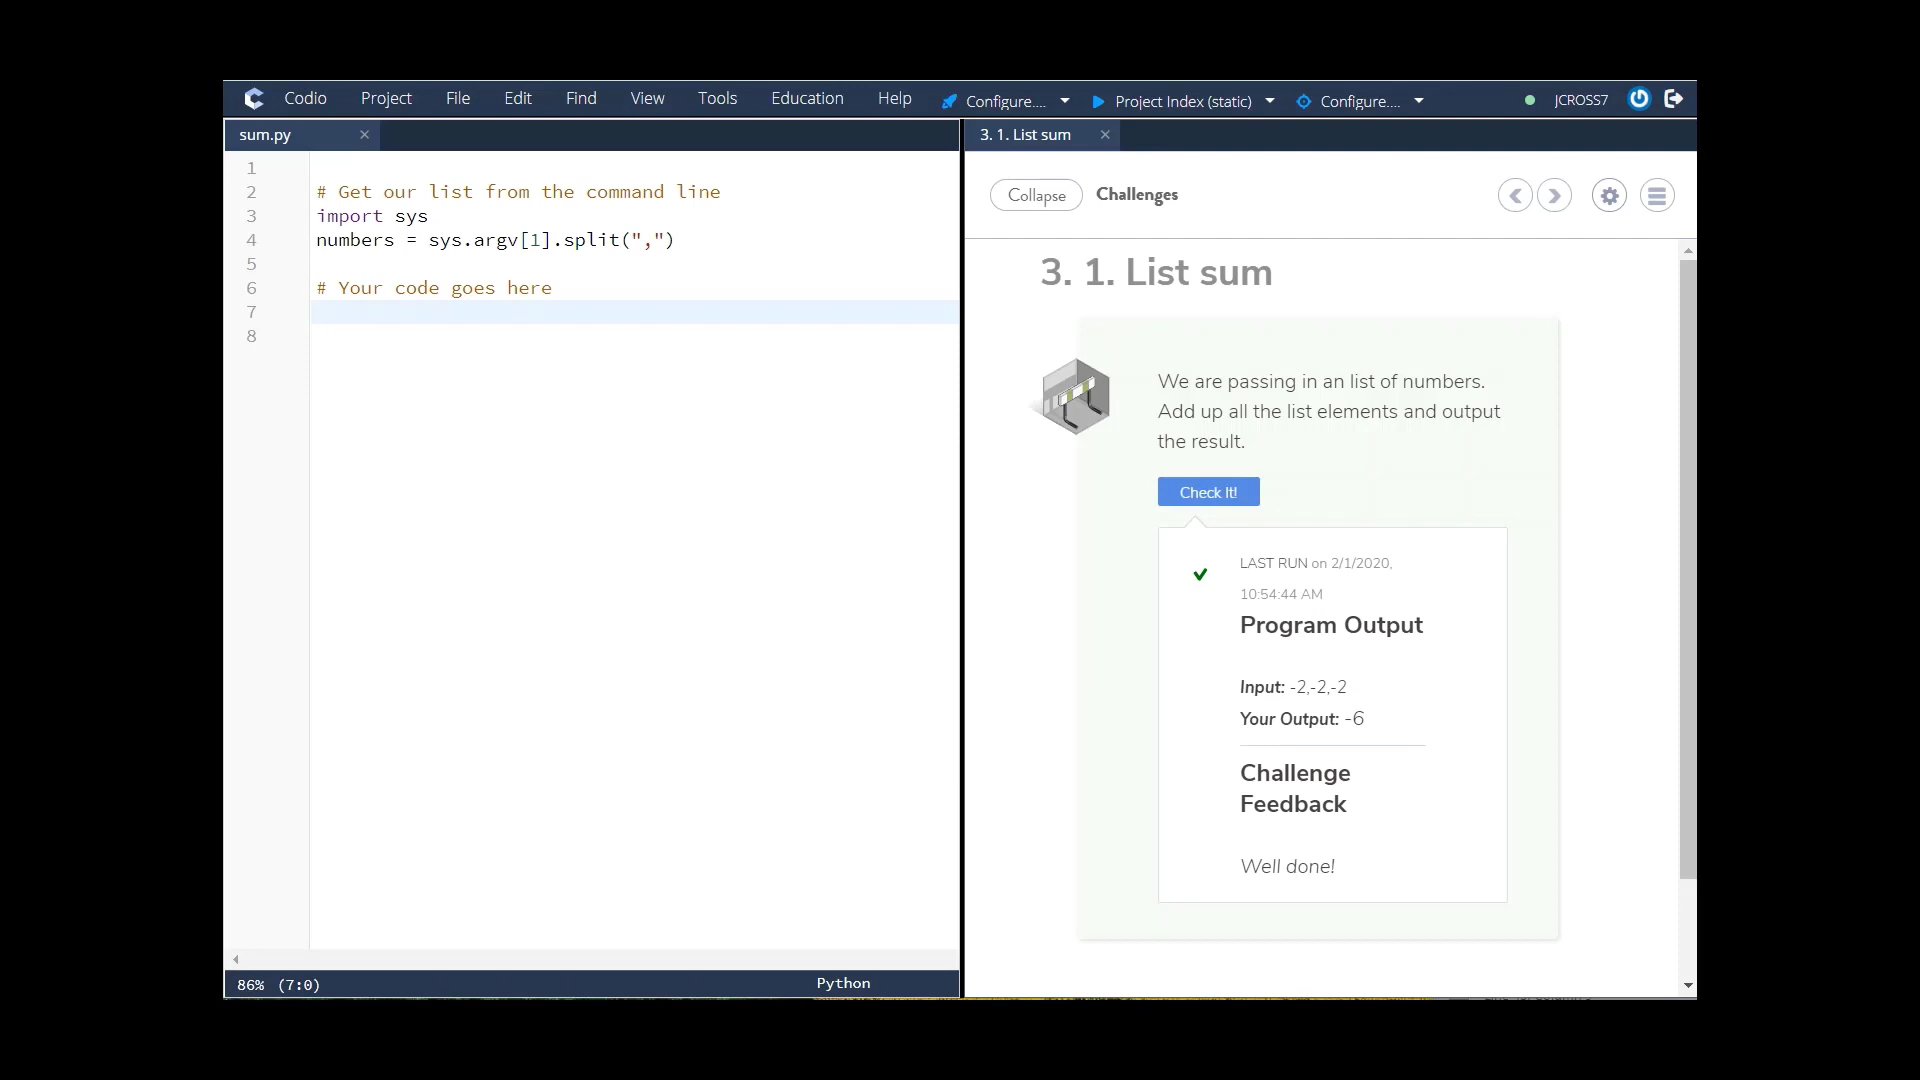 Codio Project File Edit Find View Tools Education Help Configure.... Project Index (static) Configure.... JCROSS7
sum.py
1
2 # Get our list from the command line
3 import sys
4 numbers = sys.argv[1].split(",")
5
6 # Your code goes here
7
8
86% (7:0) Python
3. 1. List sum
Collapse Challenges
3. 1. List sum
We are passing in an list of numbers.
Add up all the list elements and output
the result.
Check It!
LAST RUN on 2/1/2020,
10:54:44 AM
Program Output
Input: -2,-2,-2
Your Output: -6
Challenge
Feedback
Well done!